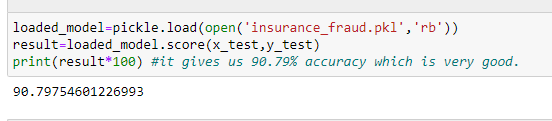 loaded_model=pickle.load(open('insurance_fraud.pkl','rb'))
result=loaded_model.score(x_test,y_test)
print(result*100) #it gives us 90.79% accuracy which is very good.
90.79754601226993